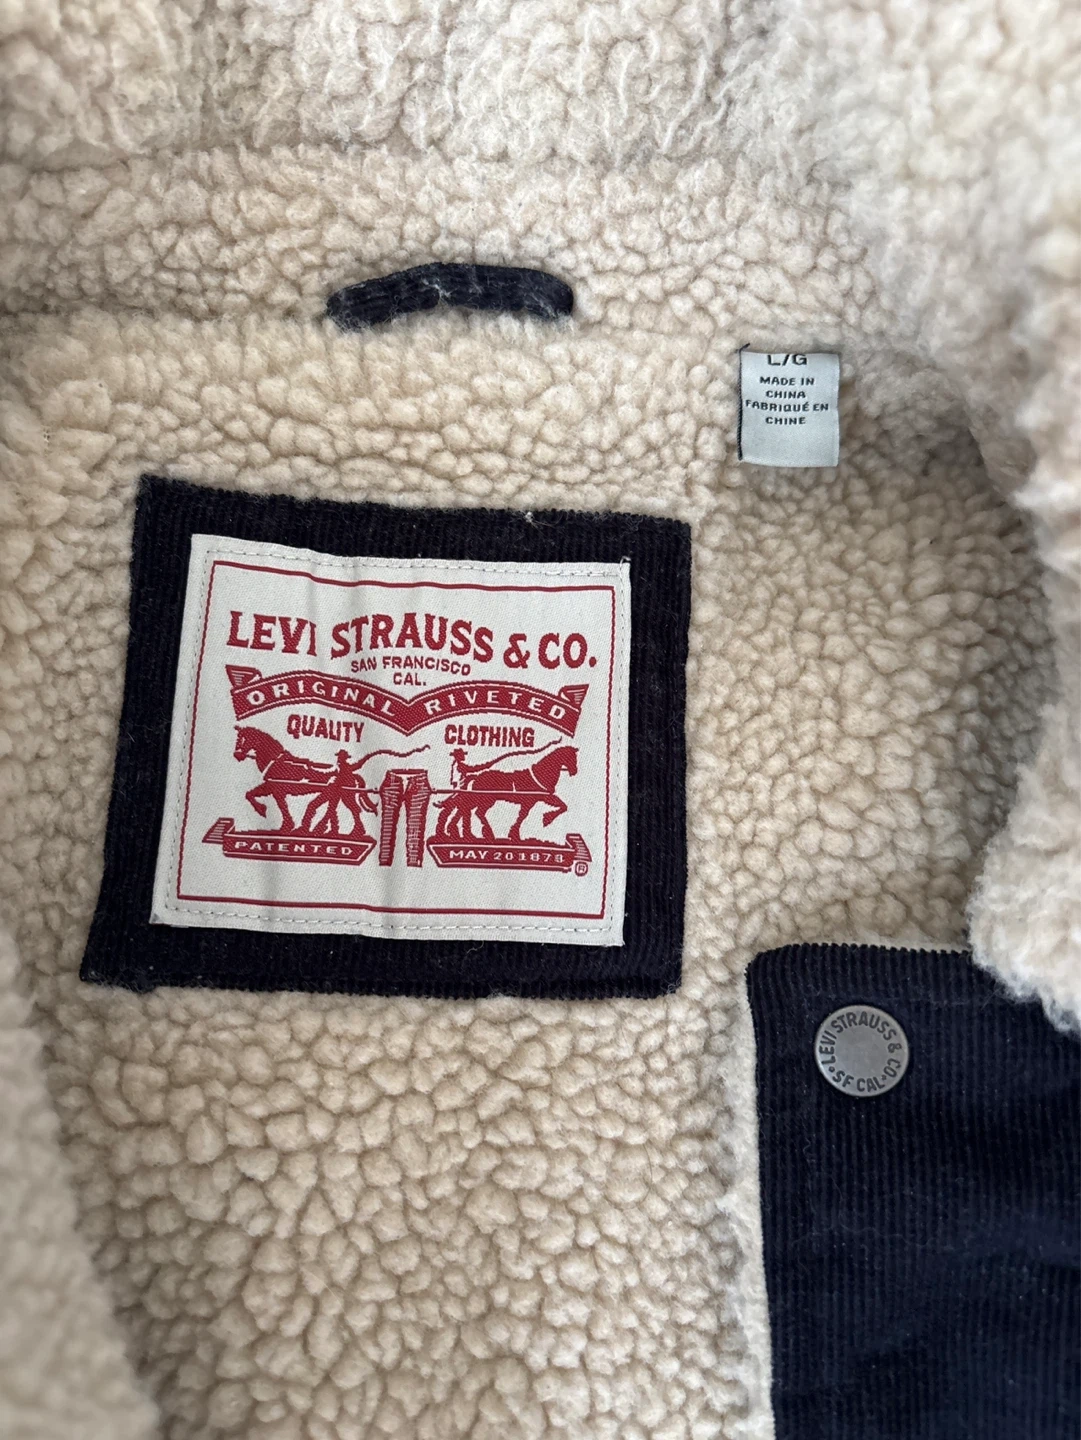 L/G
MADE IN
CHINA
FABRIQUÉ EN
CHINE
LEVI STRAUSS & CO.
SAN FRANCISCO
CAL.
ORIGINAL RIVETED
QUALITY CLOTHING
PATENTED MAY 20 1873
®
LEVI STRAUSS & CO
• SF CAL •